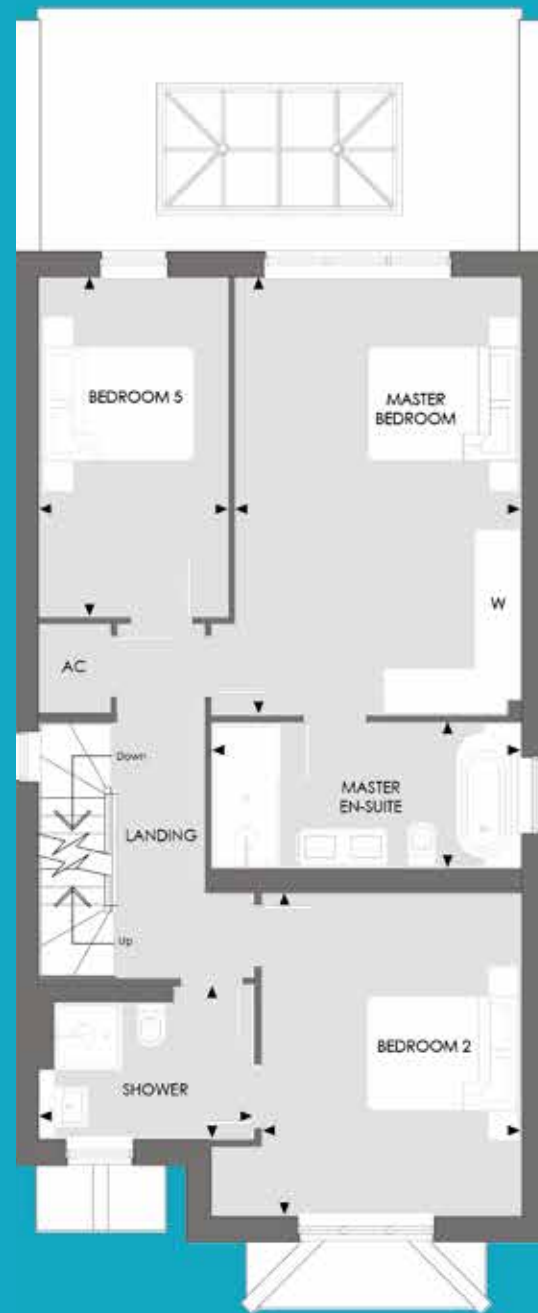 BEDROOM 5
MASTER
BEDROOM
W
AC
Down
MASTER
EN-SUITE
LANDING
Up
BEDROOM 2
SHOWER